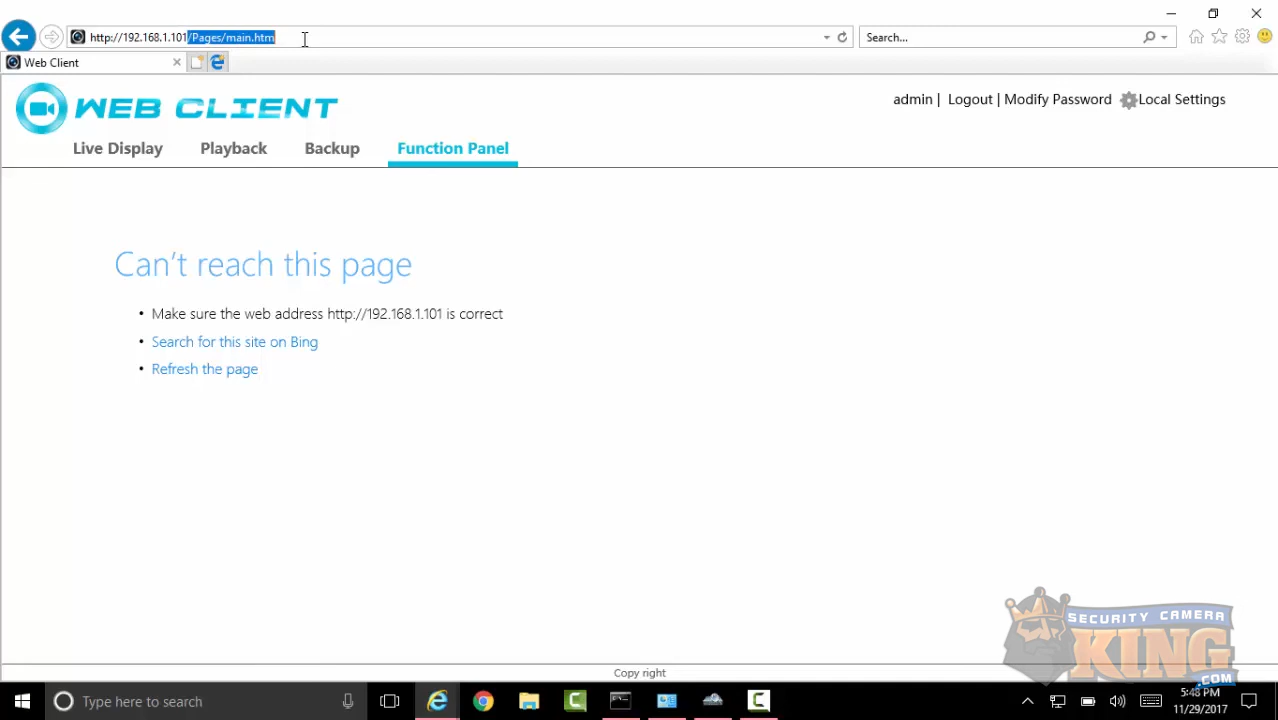 http://192.168.1.101/Pages/main.htm
Search...
Web Client
WEB CLIENT
admin | Logout | Modify Password Local Settings
Live Display Playback Backup Function Panel
Can't reach this page
• Make sure the web address http://192.168.1.101 is correct
• Search for this site on Bing
• Refresh the page
SECURITY CAMERA
KING
.COM
Copy right
Type here to search
5:48 PM
11/29/2017